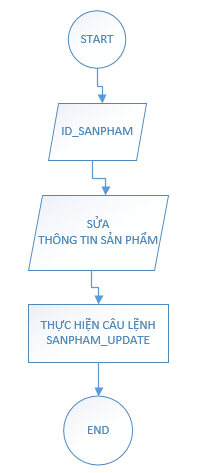 START
ID_SANPHAM
SỬA
THÔNG TIN SẢN PHẨM
THỰC HIỆN CÂU LỆNH
SANPHAM_UPDATE
END